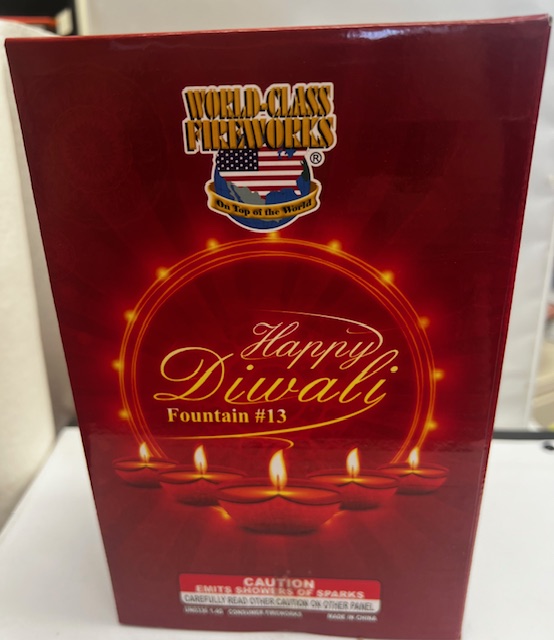 WORLD-CLASS
FIREWORKS
®
On Top of the World
Happy
Diwali
Fountain #13
CAUTION
EMITS SHOWERS OF SPARKS
CAREFULLY READ OTHER CAUTION ON OTHER PANEL
UN0336 1.4G CONSUMER FIREWORKS MADE IN CHINA